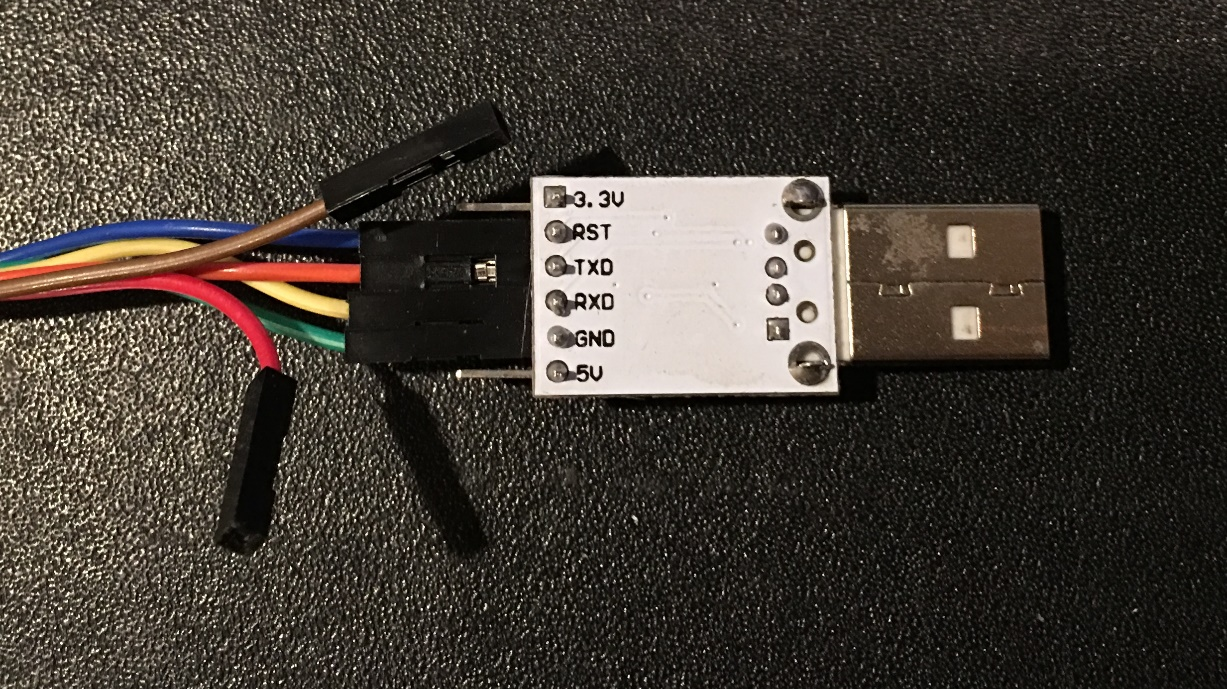 3.3V
RST
TXD
RXD
GND
5V